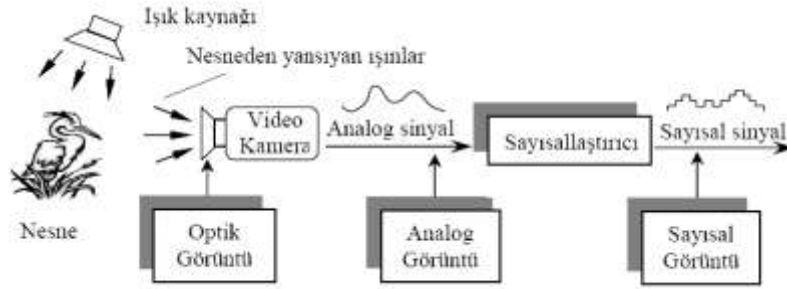 Işık kaynağı
Nesneden yansıyan ışınlar
Video
Kamera
Analog sinyal
Sayısallaştırıcı
Sayısal sinyal
Nesne
Optik
Görüntü
Analog
Görüntü
Sayısal
Görüntü